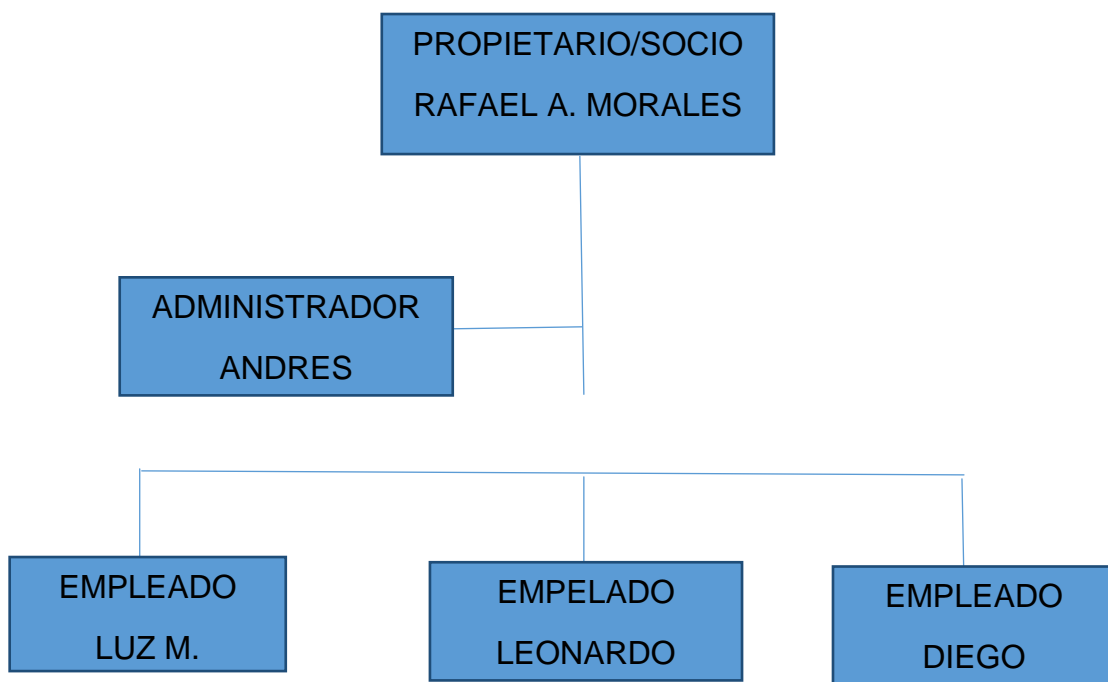 PROPIETARIO/SOCIO
RAFAEL A. MORALES
ADMINISTRADOR
ANDRES
EMPLEADO
LUZ M.
EMPELADO
LEONARDO
EMPLEADO
DIEGO